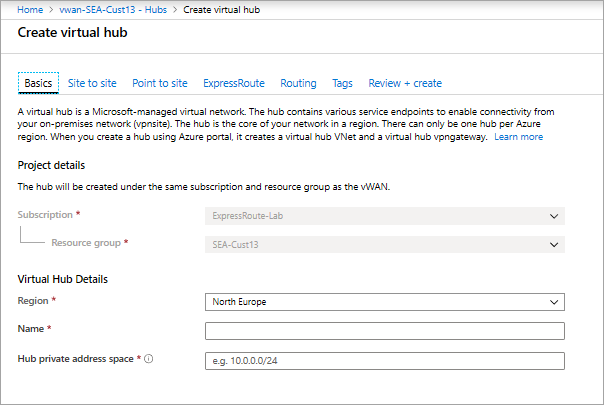 Home > vwan-SEA-Cust13 - Hubs > Create virtual hub
Create virtual hub
Basics Site to site Point to site ExpressRoute Routing Tags Review + create
A virtual hub is a Microsoft-managed virtual network. The hub contains various service endpoints to enable connectivity from
your on-premises network (vpnsite). The hub is the core of your network in a region. There can only be one hub per Azure
region. When you create a hub using Azure portal, it creates a virtual hub VNet and a virtual hub vpngateway. Learn more
Project details
The hub will be created under the same subscription and resource group as the vWAN.
Subscription * ExpressRoute-Lab
Resource group * SEA-Cust13
Virtual Hub Details
Region * North Europe
Name *
Hub private address space * e.g. 10.0.0.0/24